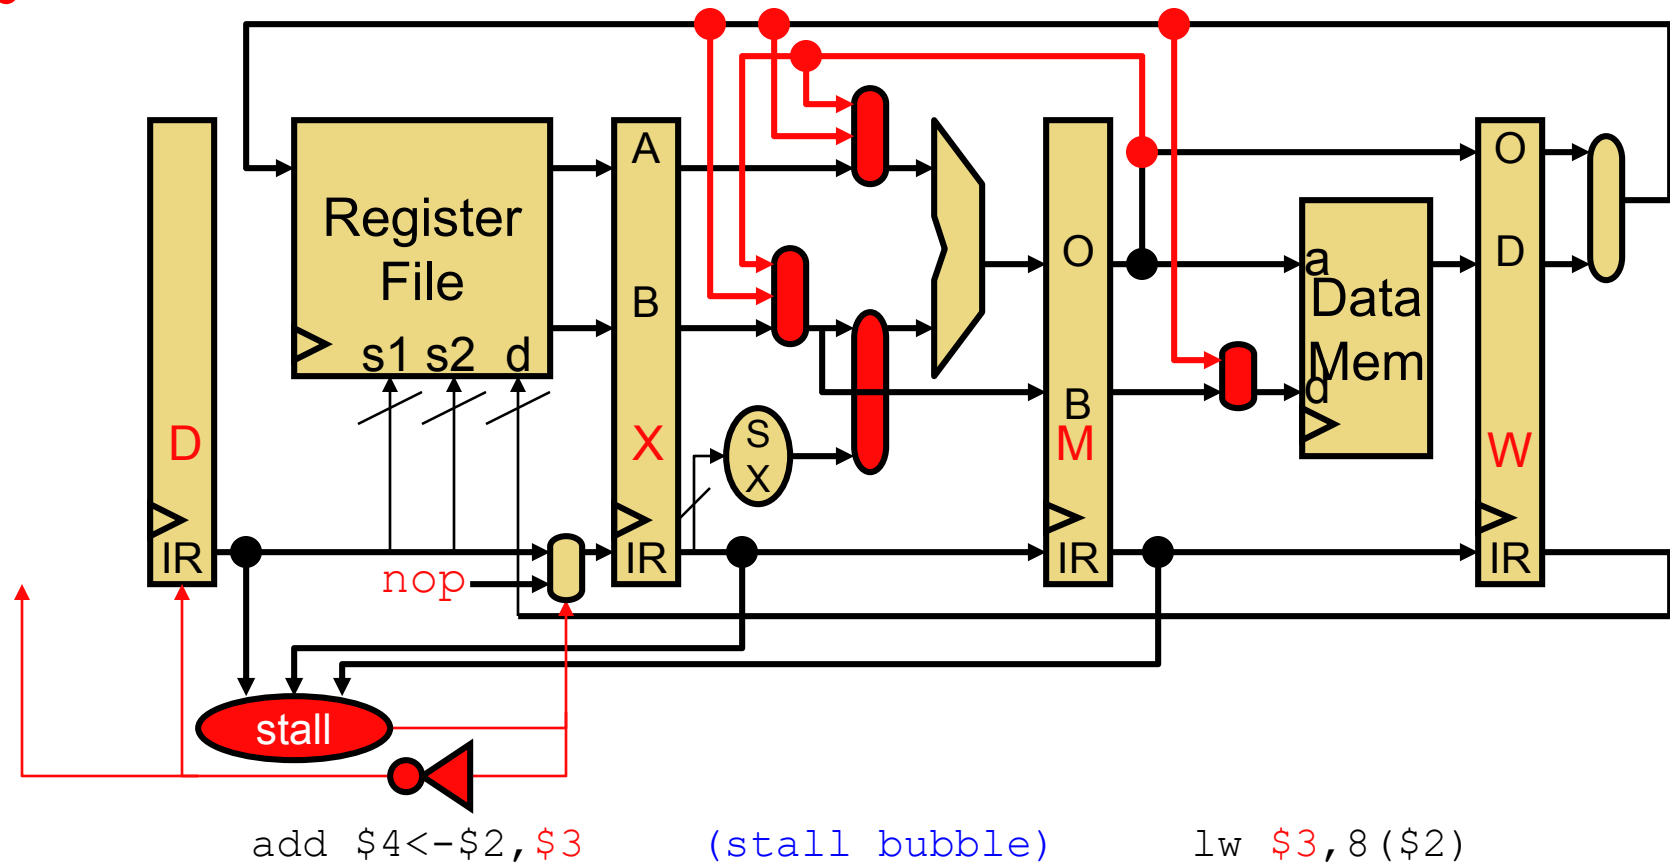 Register
File
s1 s2 d
D
IR
nop
A
B
X
IR
S
X
O
B
M
IR
a
Data
Mem
d
O
D
W
IR
stall
add $4<-$2,$3 (stall bubble) lw $3,8($2)